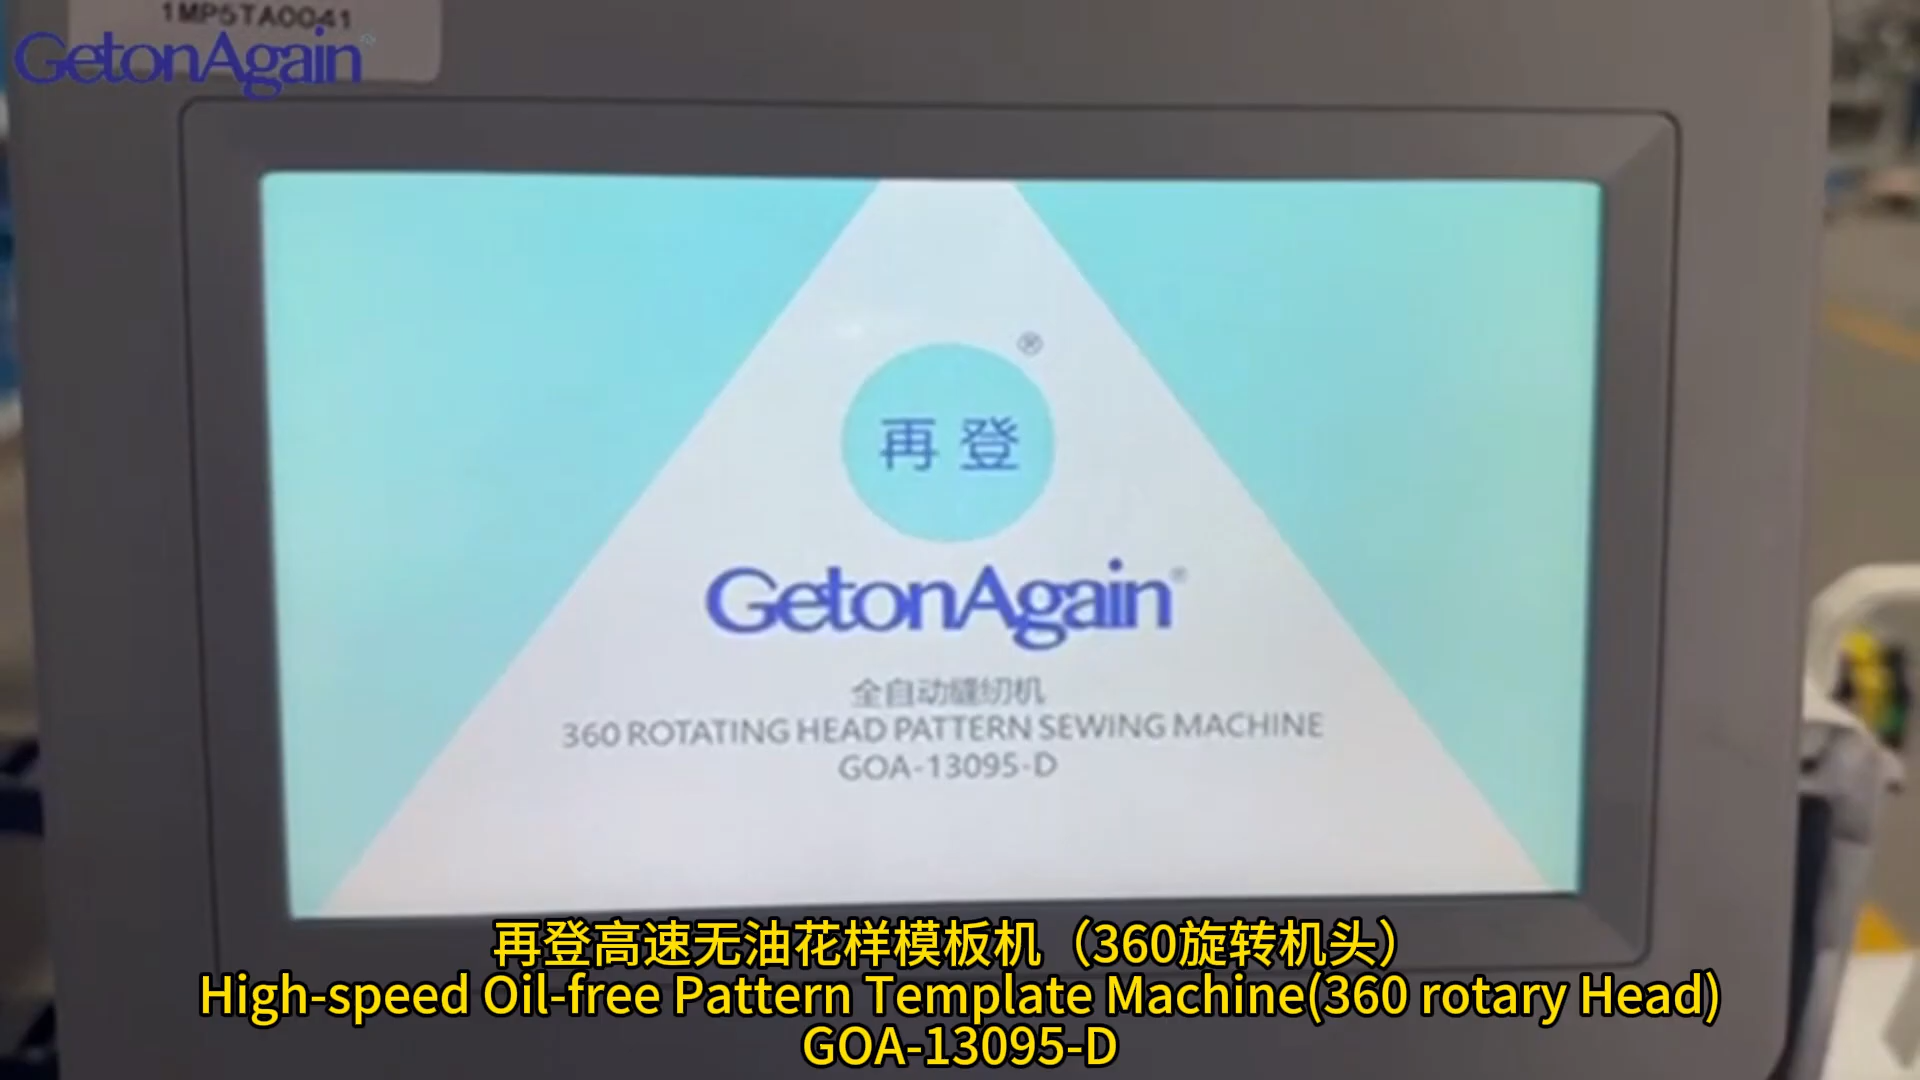 1MP5TA0041
GetonAgain®
®
再登
GetonAgain®
全自动缝纫机
360 ROTATING HEAD PATTERN SEWING MACHINE
GOA-13095-D
再登高速无油花样模板机（360旋转机头）
High-speed Oil-free Pattern Template Machine(360 rotary Head)
GOA-13095-D